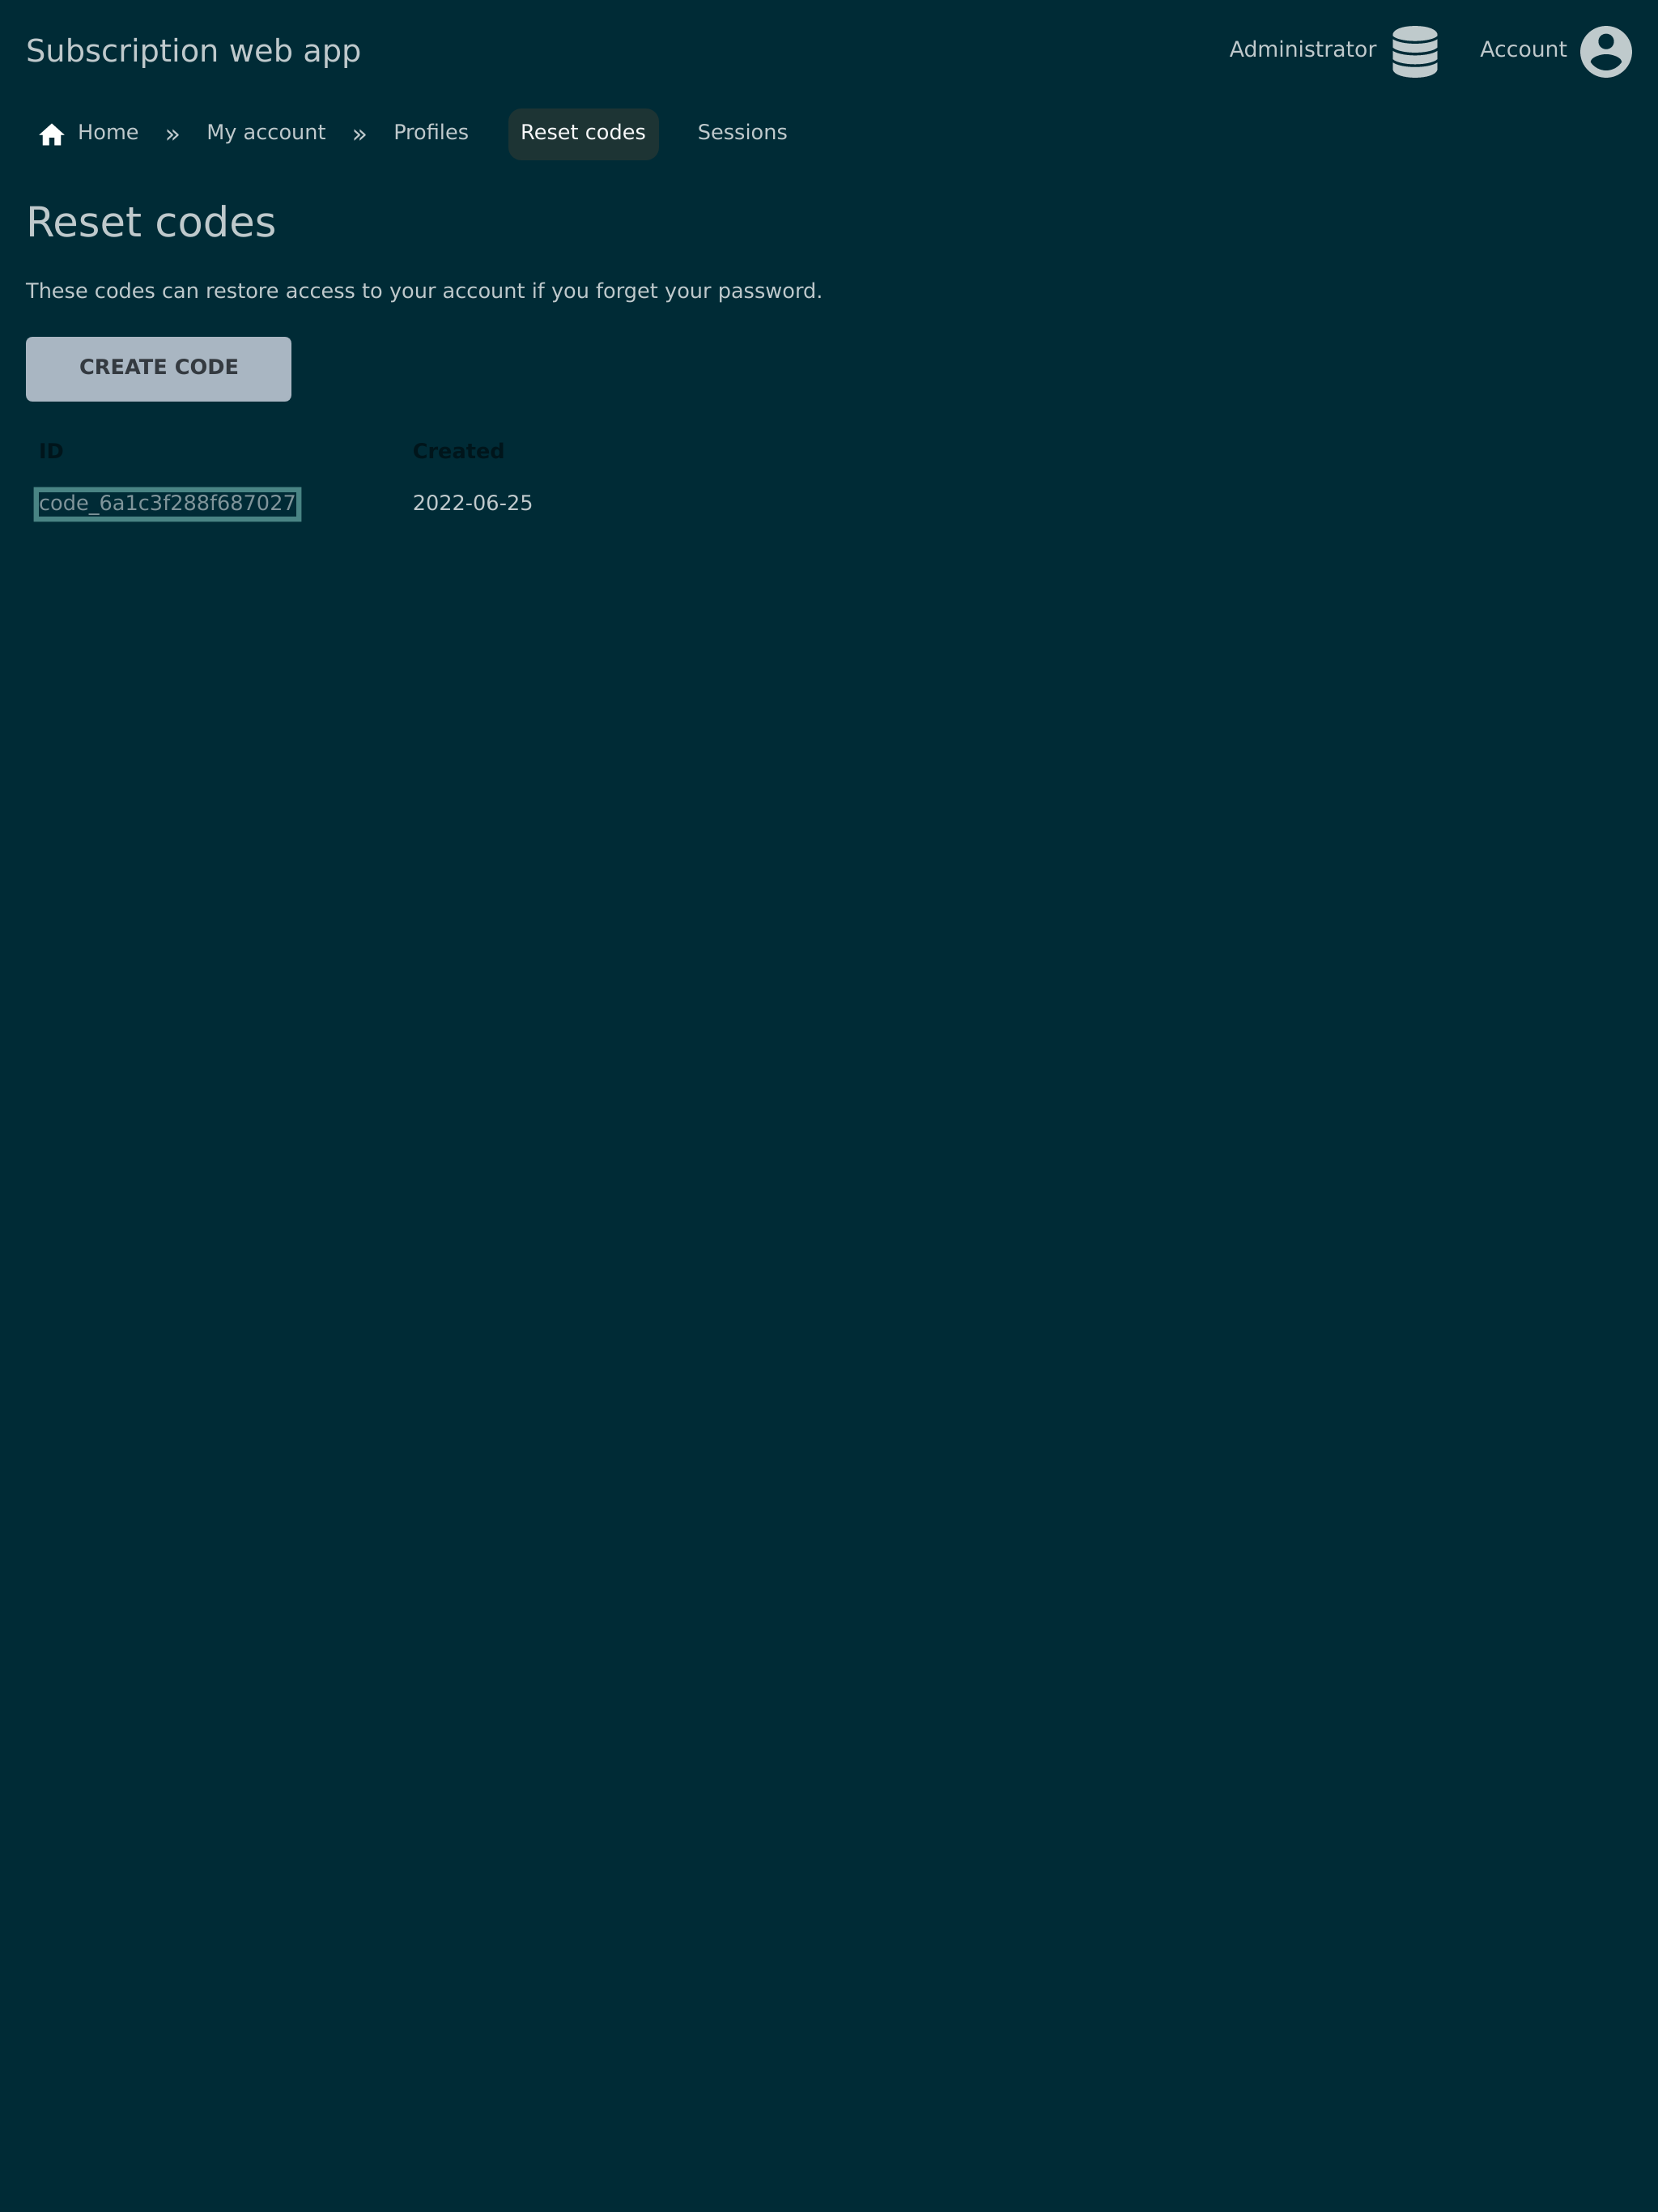 Subscription web app
Administrator
Account
Home » My account » Profiles Reset codes Sessions
Reset codes
These codes can restore access to your account if you forget your password.
CREATE CODE
ID Created
code_6a1c3f288f687027 2022-06-25